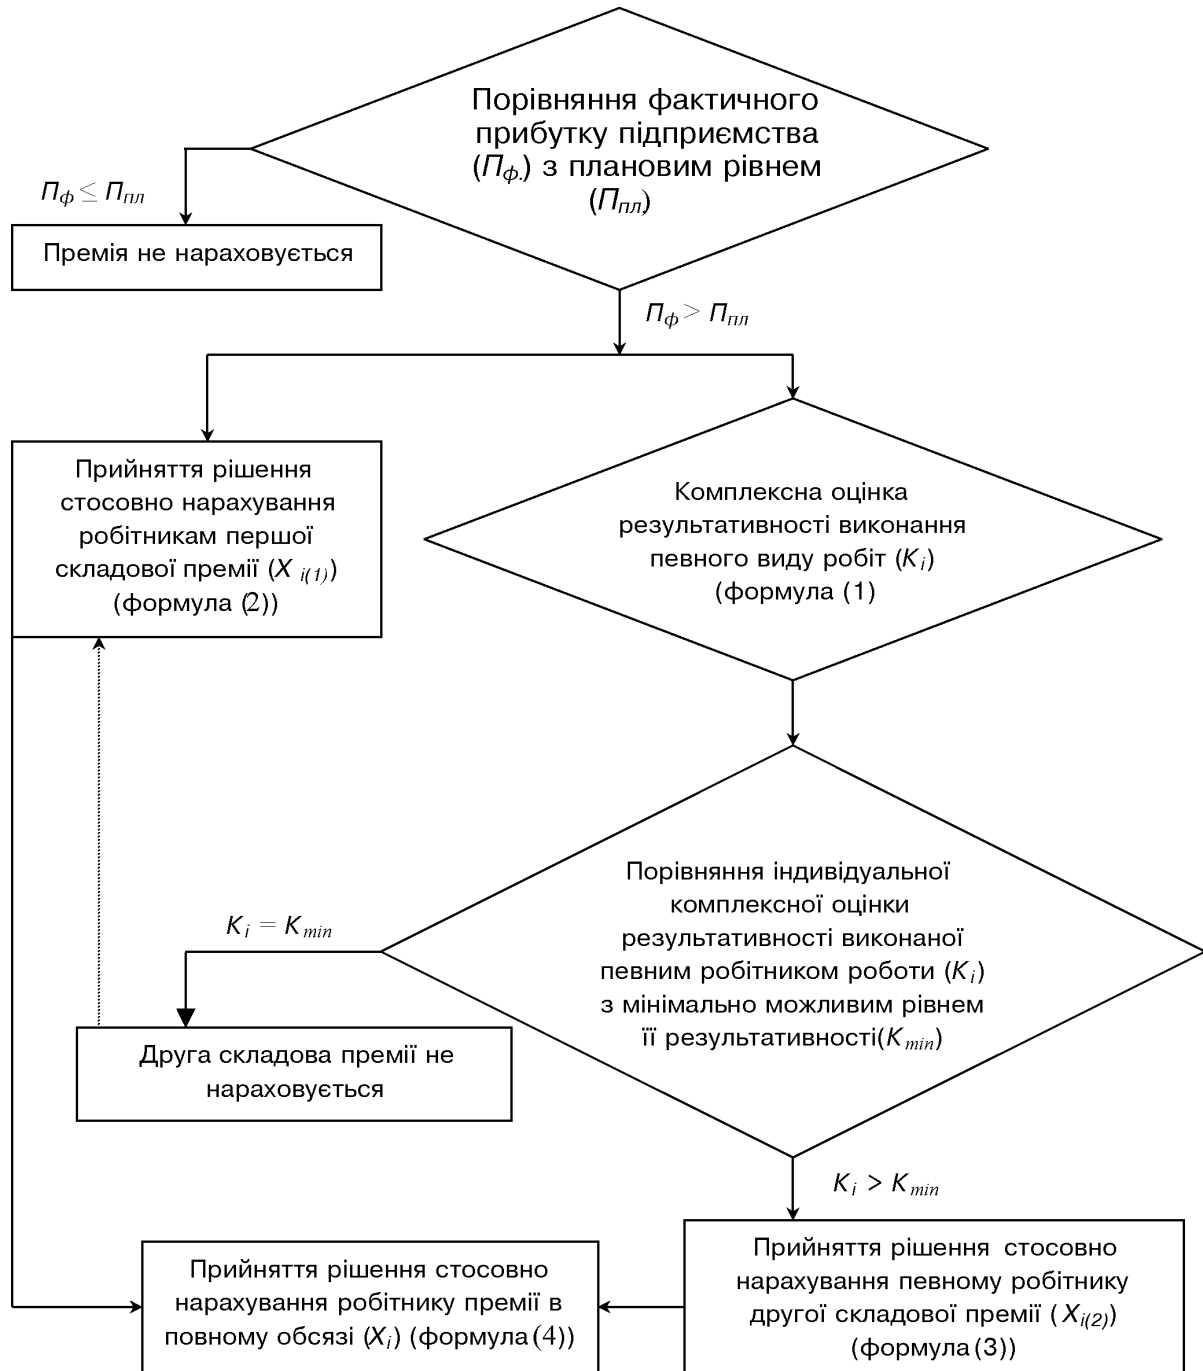 Порівняння фактичного
прибутку підприємства
(Пф.) з плановим рівнем
(Ппл)
Пф ≤ Ппл
Премія не нараховується
Пф > Ппл
Прийняття рішення
стосовно нарахування
робітникам першої
складової премії (X i(1))
(формула (2))
Комплексна оцінка
результативності виконання
певного виду робіт (Ki)
(формула (1)
Порівняння індивідуальної
комплексної оцінки
результативності виконаної
певним робітником роботи (Ki)
з мінімально можливим рівнем
її результативності(Kmin)
Ki = Kmin
Друга складова премії не
нараховується
Ki > Kmin
Прийняття рішення стосовно
нарахування робітнику премії в
повному обсязі (Xi) (формула (4))
Прийняття рішення стосовно
нарахування певному робітнику
другої складової премії (Xi(2))
(формула (3))